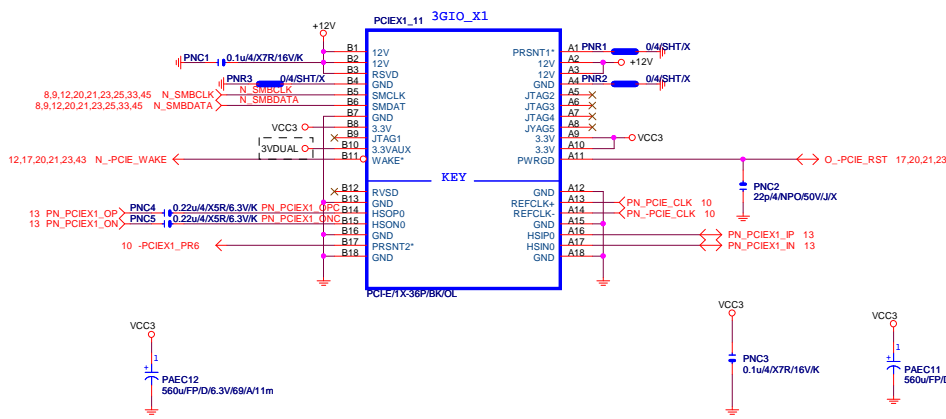 3GIO_X1
PCIEX1_11
+12V
PNC1 0.1u/4/X7R/16V/K
PNR3 0/4/SHT/X
8,9,12,20,21,23,25,33,45 N_SMBCLK N_SMBCLK
8,9,12,20,21,23,25,33,45 N_SMBDATA N_SMBDATA
VCC3
3VDUAL
12,17,20,21,23,43 N_-PCIE_WAKE
PNC4 0.22u/4/X5R/6.3V/K PN_PCIEX1_OPC
13 PN_PCIEX1_OP
PNC5 0.22u/4/X5R/6.3V/K PN_PCIEX1_ONC
13 PN_PCIEX1_ON
10 -PCIEX1_PR6
B1 12V
B2 12V
B3 RSVD
B4 GND
B5 SMCLK
B6 SMDAT
B7 GND
B8 3.3V
B9 JTAG1
B10 3.3VAUX
B11 WAKE*
KEY
B12 RVSD
B13 GND
B14 HSOP0
B15 HSON0
B16 GND
B17 PRSNT2*
B18 GND
PRSNT1* A1
12V A2
12V A3
GND A4
JTAG2 A5
JTAG3 A6
JTAG4 A7
JYAG5 A8
3.3V A9
3.3V A10
PWRGD A11
GND A12
REFCLK+ A13
REFCLK- A14
GND A15
HSIP0 A16
HSIN0 A17
GND A18
PCI-E/1X-36P/BK/OL
PNR1 0/4/SHT/X
+12V
PNR2 0/4/SHT/X
VCC3
O_-PCIE_RST 17,20,21,23
PNC2
22p/4/NPO/50V/J/X
PN_PCIE_CLK 10
PN_-PCIE_CLK 10
PN_PCIEX1_IP 13
PN_PCIEX1_IN 13
VCC3
1
+
PAEC12
560u/FP/D/6.3V/69/A/11m
VCC3
PNC3
0.1u/4/X7R/16V/K
VCC3
1
+
PAEC11
560u/FP/D